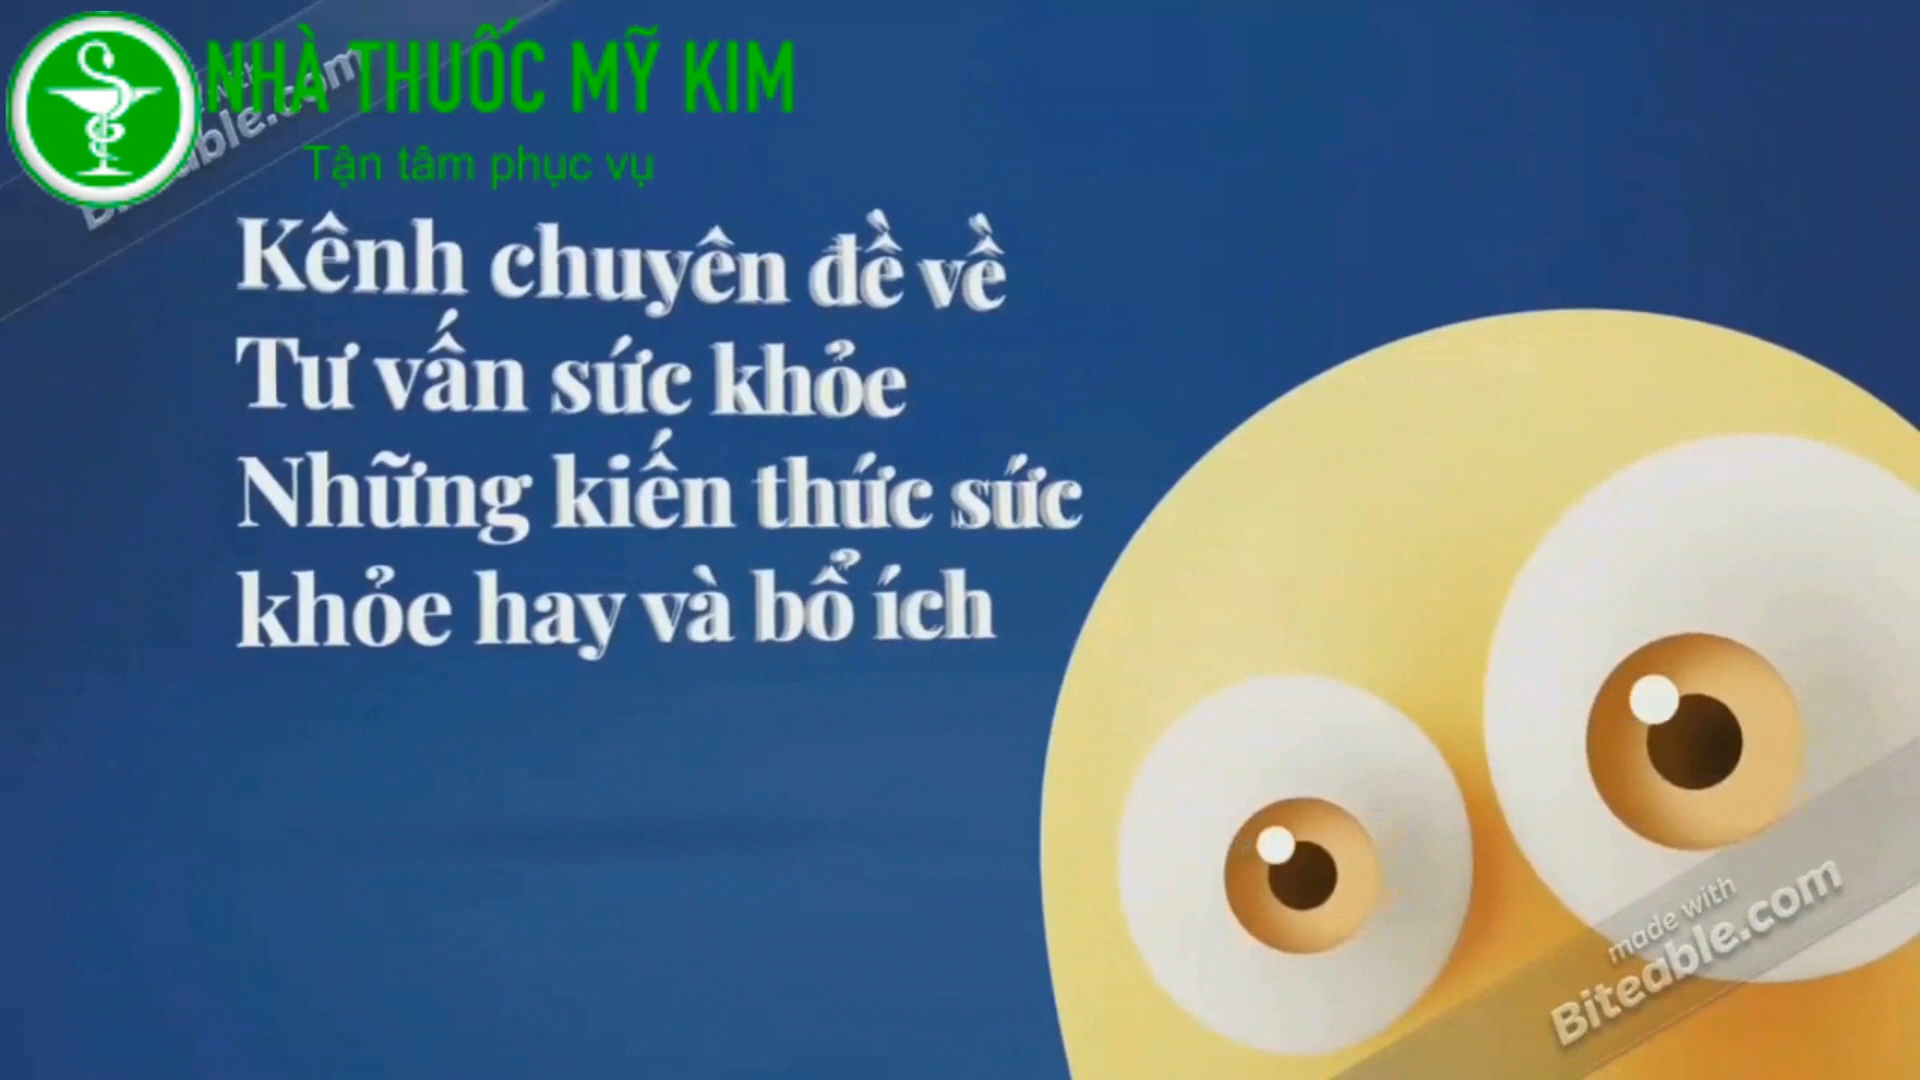 NHÀ THUỐC MỸ KIM
Tận tâm phục vụ
Kênh chuyên đề về
Tư vấn sức khỏe
Những kiến thức sức
khỏe hay và bổ ích
made with
Biteable.com